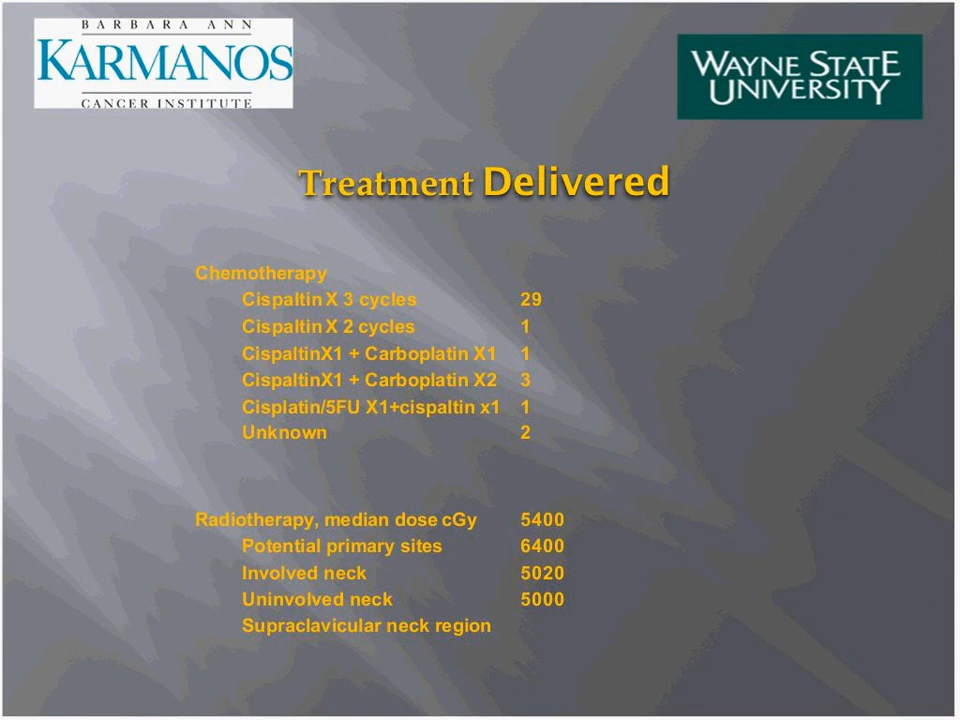 BARBARA ANN
KARMANOS
CANCER INSTITUTE
WAYNE STATE
UNIVERSITY
Treatment Delivered
Chemotherapy
Cispaltin X 3 cycles 29
Cispaltin X 2 cycles 1
CispaltinX1 + Carboplatin X1 1
CispaltinX1 + Carboplatin X2 3
Cisplatin/5FU X1+cispaltin x1 1
Unknown 2
Radiotherapy, median dose cGy 5400
Potential primary sites 6400
Involved neck 5020
Uninvolved neck 5000
Supraclavicular neck region